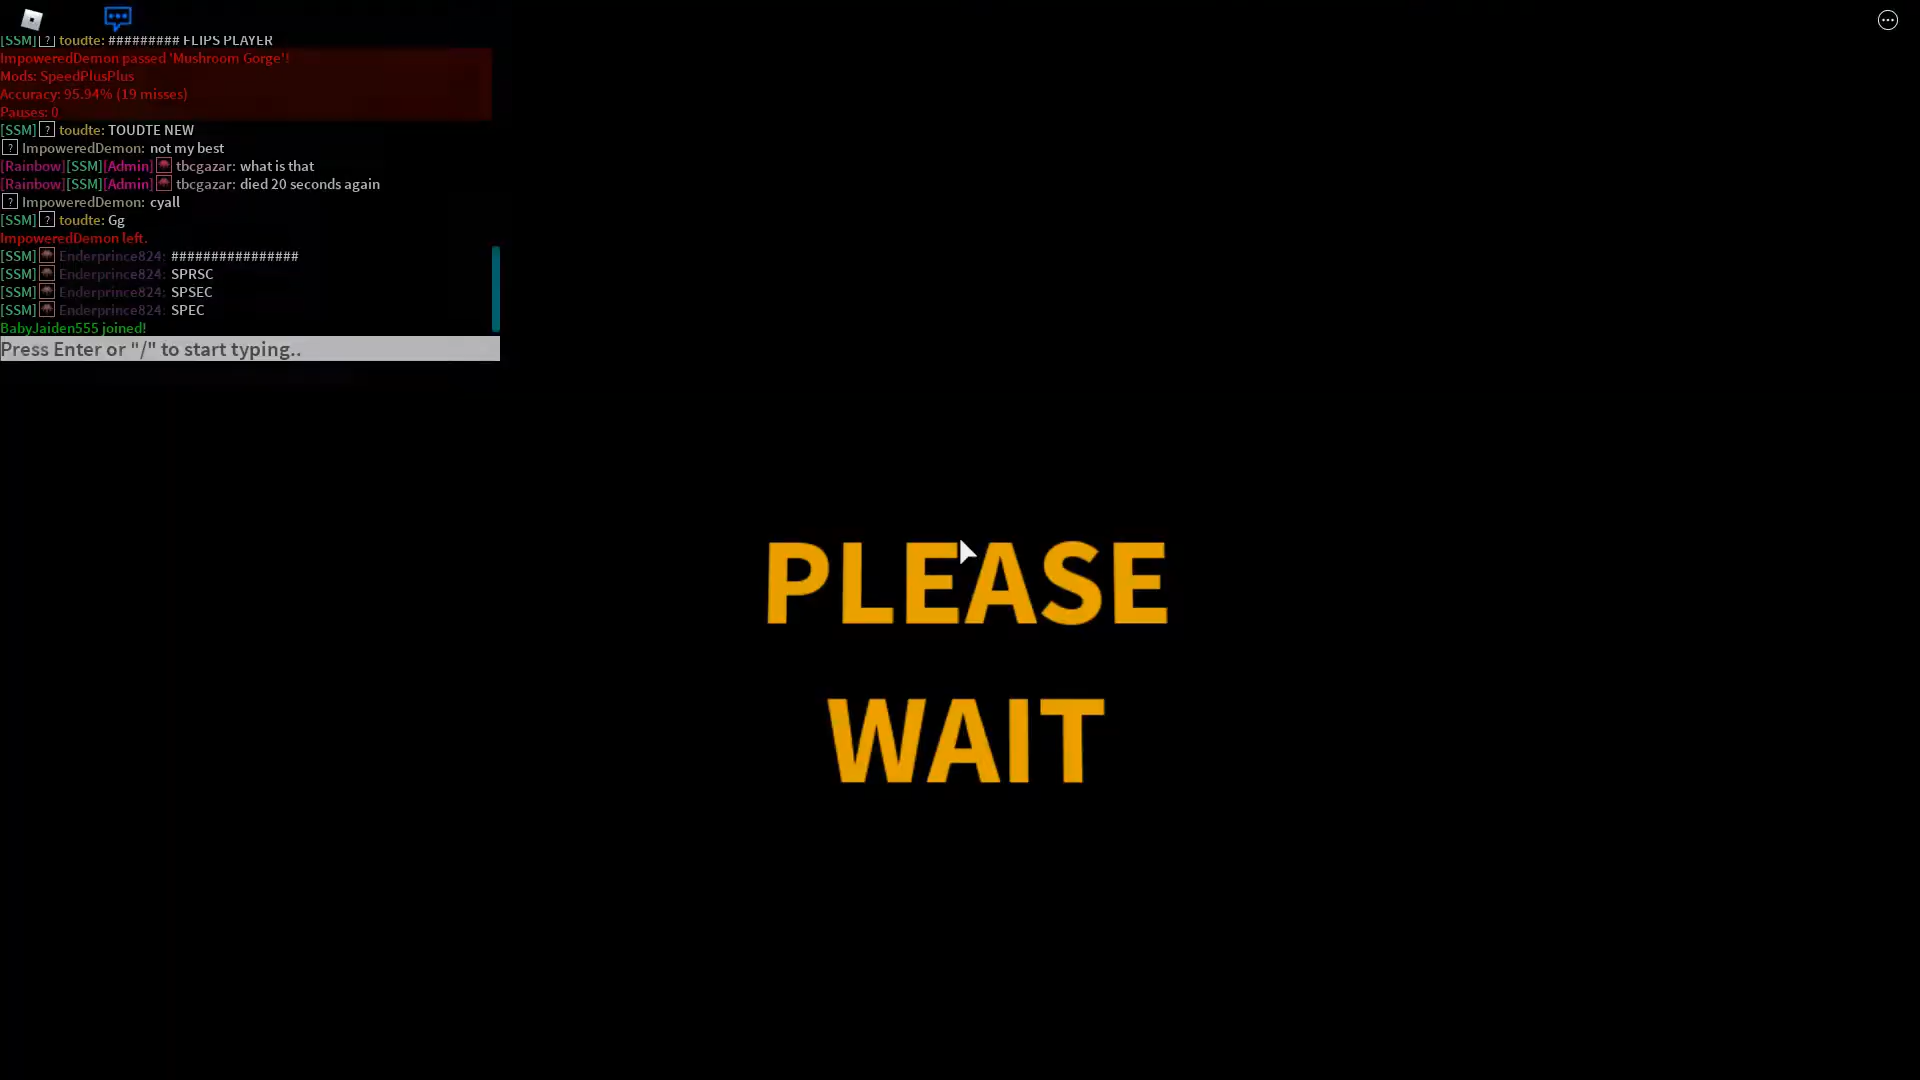 [SSM][?] toudte: ######### FLIPS PLAYER
ImpoweredDemon passed 'Mushroom Gorge'!
Mods: SpeedPlusPlus
Accuracy: 95.94% (19 misses)
Pauses: 0
[SSM][?] toudte: TOUDTE NEW
[?] ImpoweredDemon: not my best
[Rainbow][SSM][Admin] tbcgazar: what is that
[Rainbow][SSM][Admin] tbcgazar: died 20 seconds again
[?] ImpoweredDemon: cyall
[SSM][?] toudte: Gg
ImpoweredDemon left.
[SSM] Enderprince824: ################
[SSM] Enderprince824: SPRSC
[SSM] Enderprince824: SPSEC
[SSM] Enderprince824: SPEC
BabyJaiden555 joined!
Press Enter or "/" to start typing..
PLEASE
WAIT